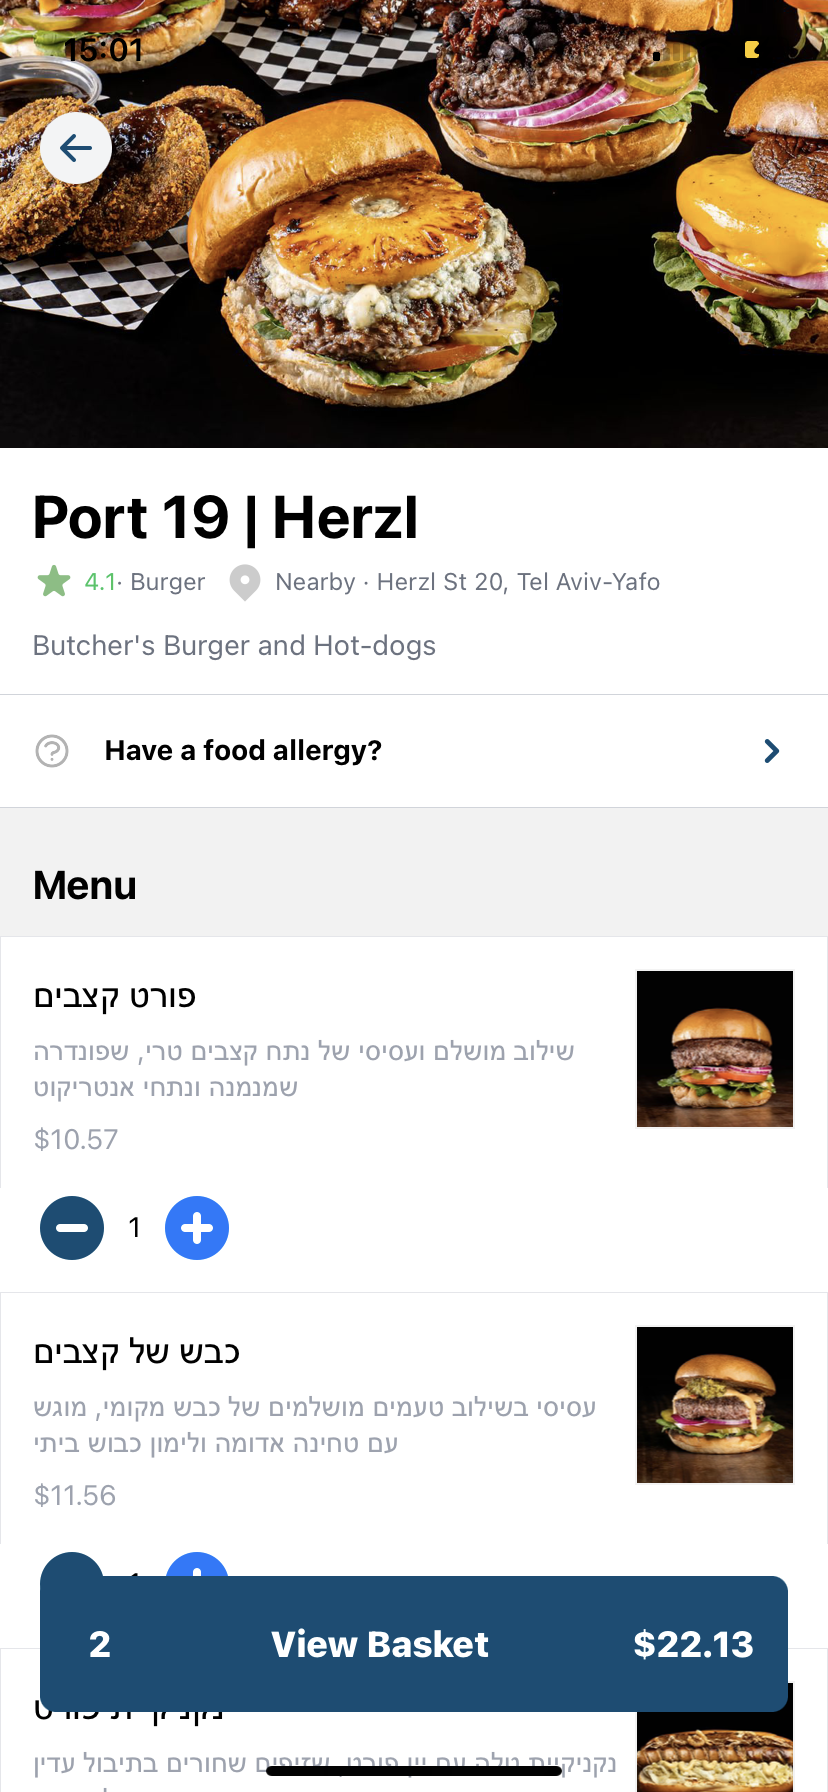 15:01
Port 19 | Herzl
4.1· Burger Nearby · Herzl St 20, Tel Aviv-Yafo
Butcher's Burger and Hot-dogs
Have a food allergy?
Menu
פורט קצבים
שילוב מושלם ועסיסי של נתח קצבים טרי, שפונדרה
שמנמנה ונתחי אנטריקוט
$10.57
1
כבש של קצבים
עסיסי בשילוב טעמים מושלמים של כבש מקומי, מוגש
עם טחינה אדומה ולימון כבוש ביתי
$11.56
2 View Basket $22.13
נקניקיות טלה עם יין פורט, שזיפים שחורים בתיבול עדין